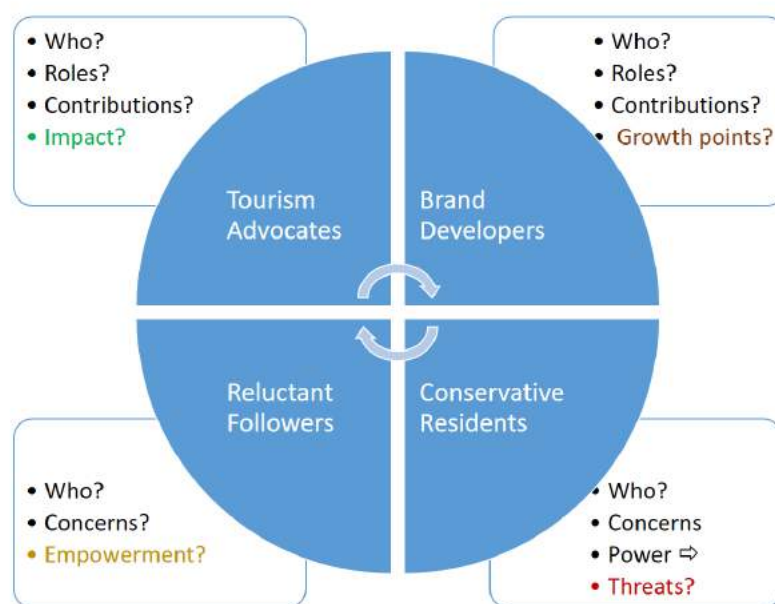 • Who?
• Roles?
• Contributions?
• Impact?
• Who?
• Roles?
• Contributions?
• Growth points?
Tourism
Advocates
Brand
Developers
Reluctant
Followers
Conservative
Residents
• Who?
• Concerns?
• Empowerment?
• Who?
• Concerns
• Power ⇨
• Threats?